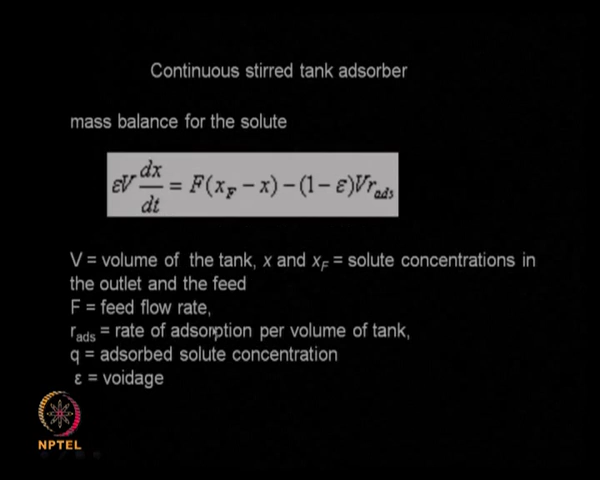 Continuous stirred tank adsorber
mass balance for the solute
εV dx/dt = F(x_F − x) − (1 − ε)Vr_ads
V = volume of the tank, x and x_F = solute concentrations in
the outlet and the feed
F = feed flow rate,
r_ads = rate of adsorption per volume of tank,
q = adsorbed solute concentration
ε = voidage
NPTEL